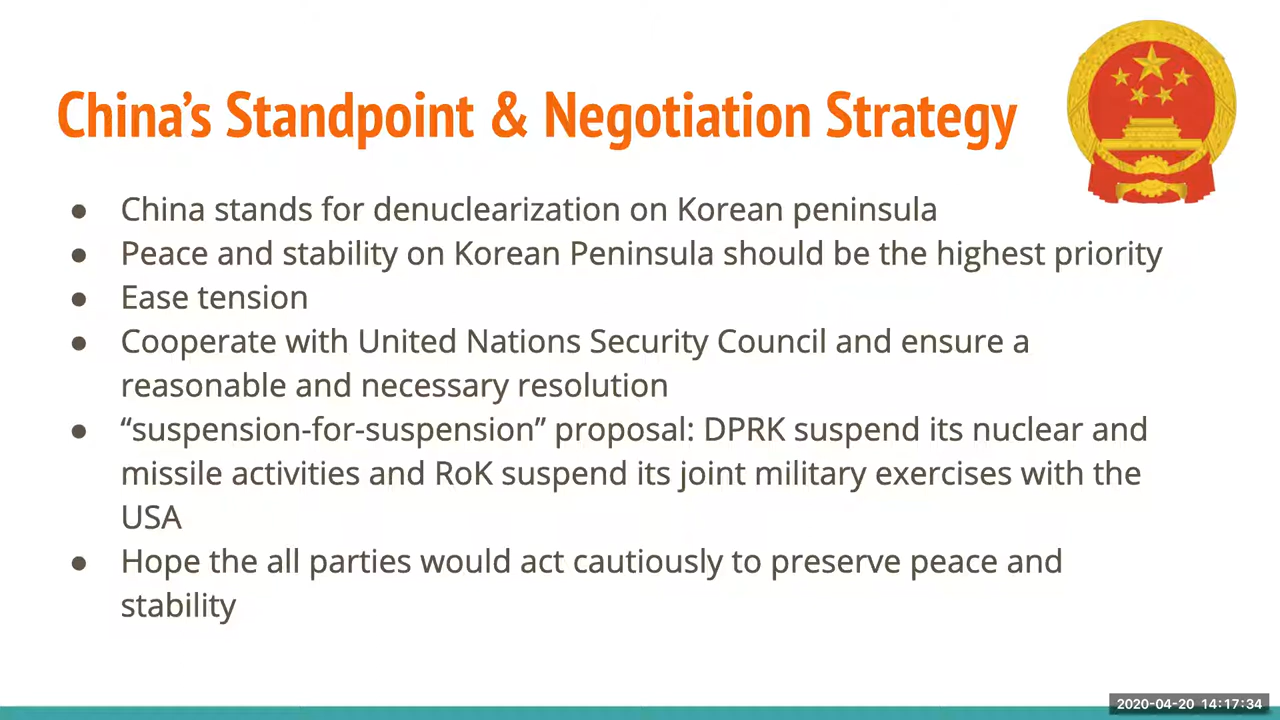 China’s Standpoint & Negotiation Strategy
● China stands for denuclearization on Korean peninsula
● Peace and stability on Korean Peninsula should be the highest priority
● Ease tension
● Cooperate with United Nations Security Council and ensure a
reasonable and necessary resolution
● “suspension-for-suspension” proposal: DPRK suspend its nuclear and
missile activities and RoK suspend its joint military exercises with the
USA
● Hope the all parties would act cautiously to preserve peace and
stability
2020-04-20 14:17:34